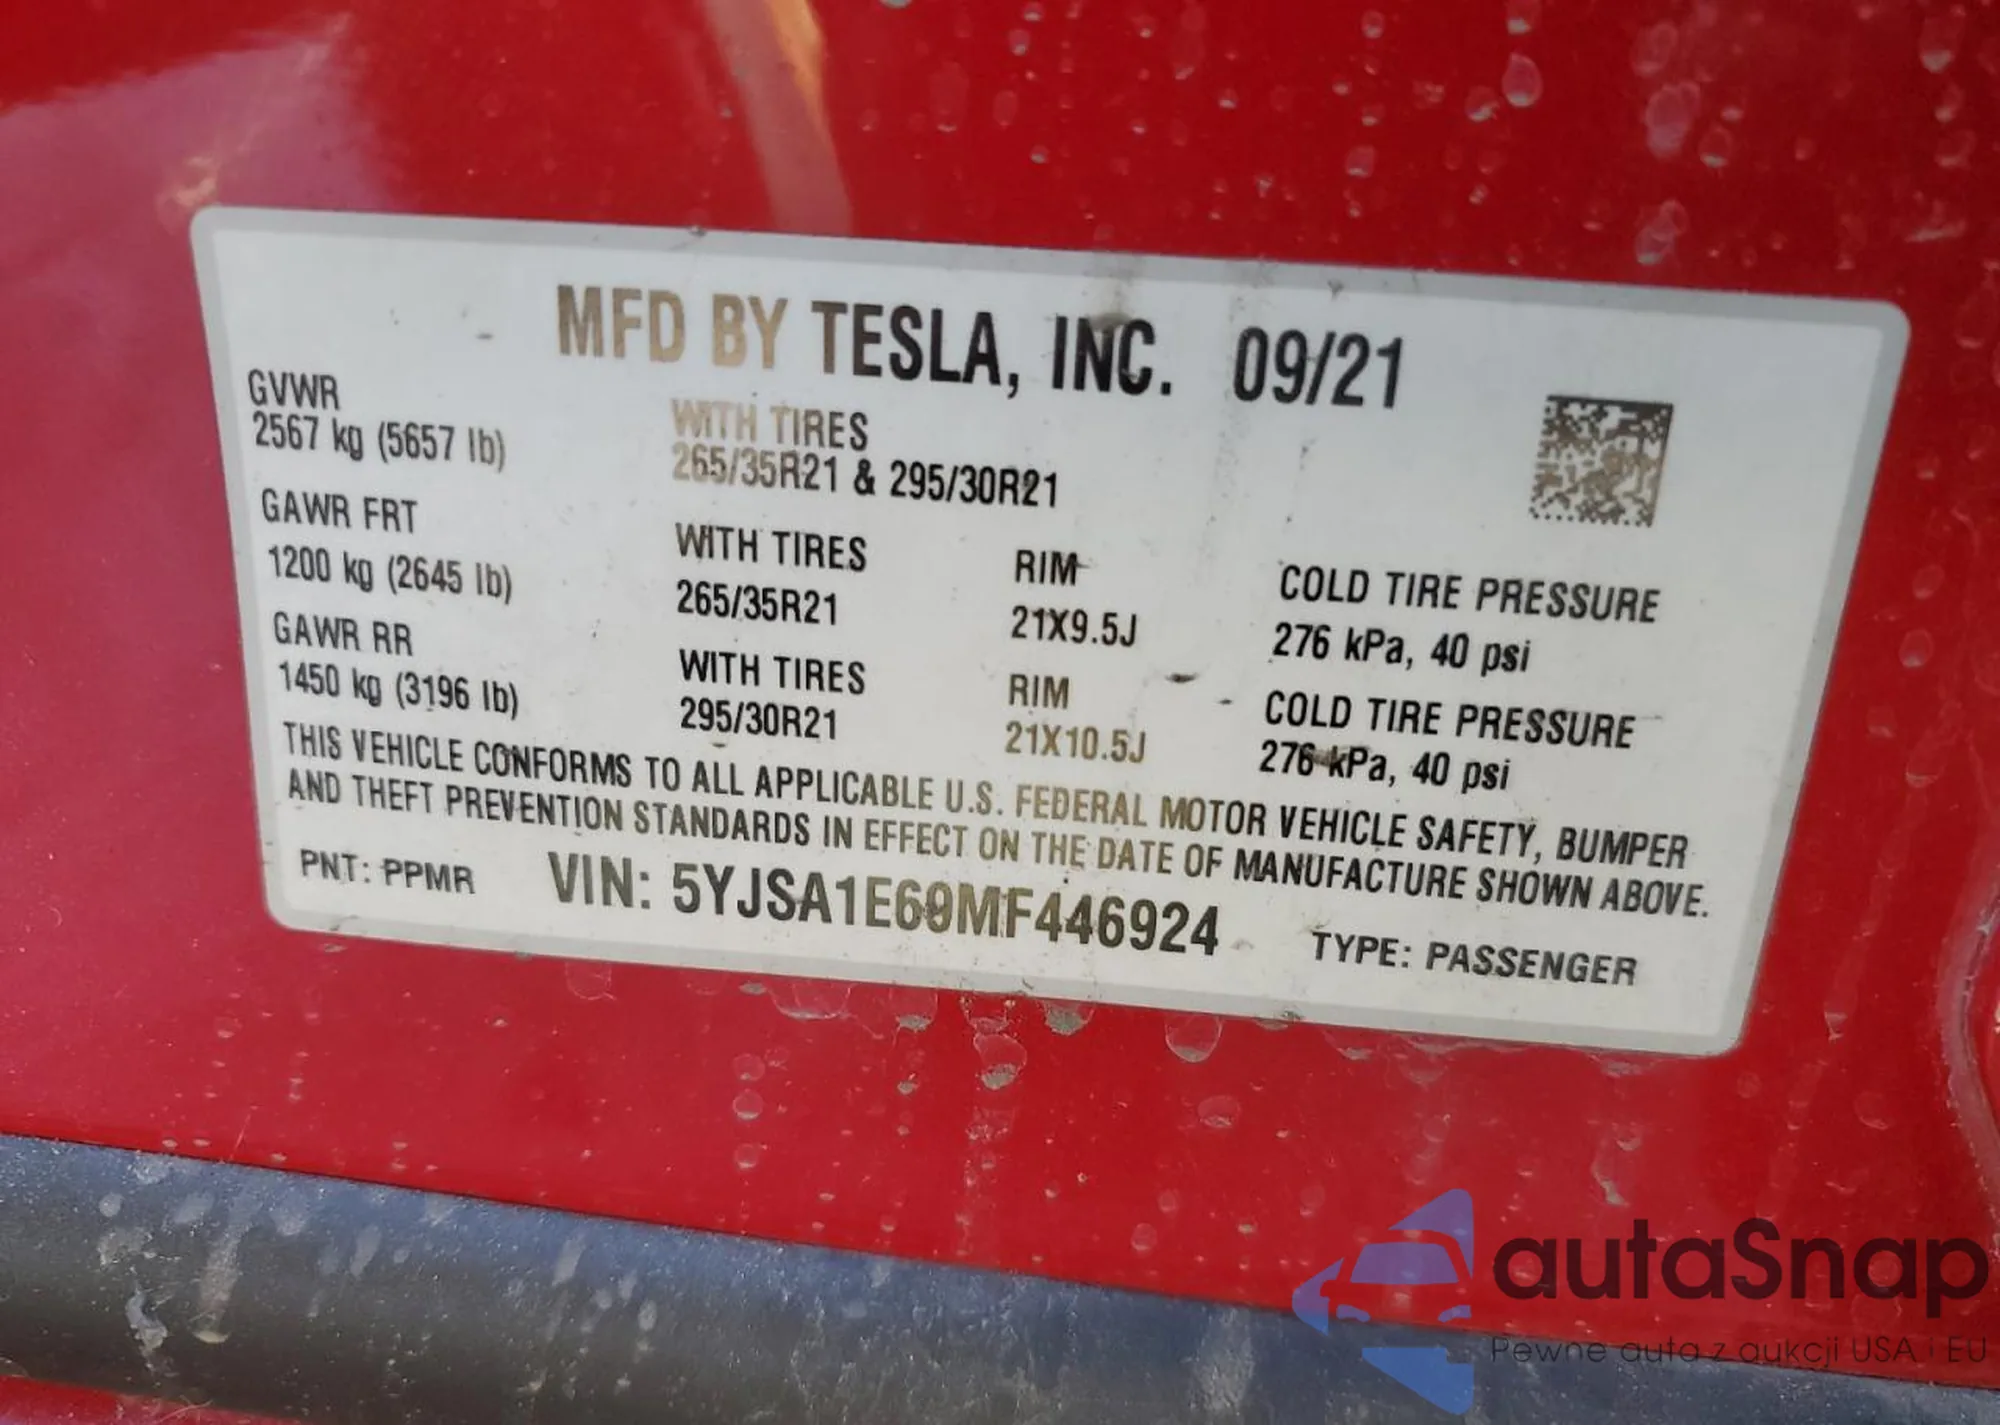 MFD BY TESLA, INC. 09/21
GVWR
2567 kg (5657 lb)
WITH TIRES
265/35R21 & 295/30R21
GAWR FRT
1200 kg (2645 lb)
WITH TIRES
265/35R21
RIM
21X9.5J
COLD TIRE PRESSURE
276 kPa, 40 psi
GAWR RR
1450 kg (3196 lb)
WITH TIRES
295/30R21
RIM
21X10.5J
COLD TIRE PRESSURE
276 kPa, 40 psi
THIS VEHICLE CONFORMS TO ALL APPLICABLE U.S. FEDERAL MOTOR VEHICLE SAFETY, BUMPER
AND THEFT PREVENTION STANDARDS IN EFFECT ON THE DATE OF MANUFACTURE SHOWN ABOVE.
PNT: PPMR VIN: 5YJSA1E69MF446924 TYPE: PASSENGER
autaSnap
Pewne auta z aukcji USA i EU